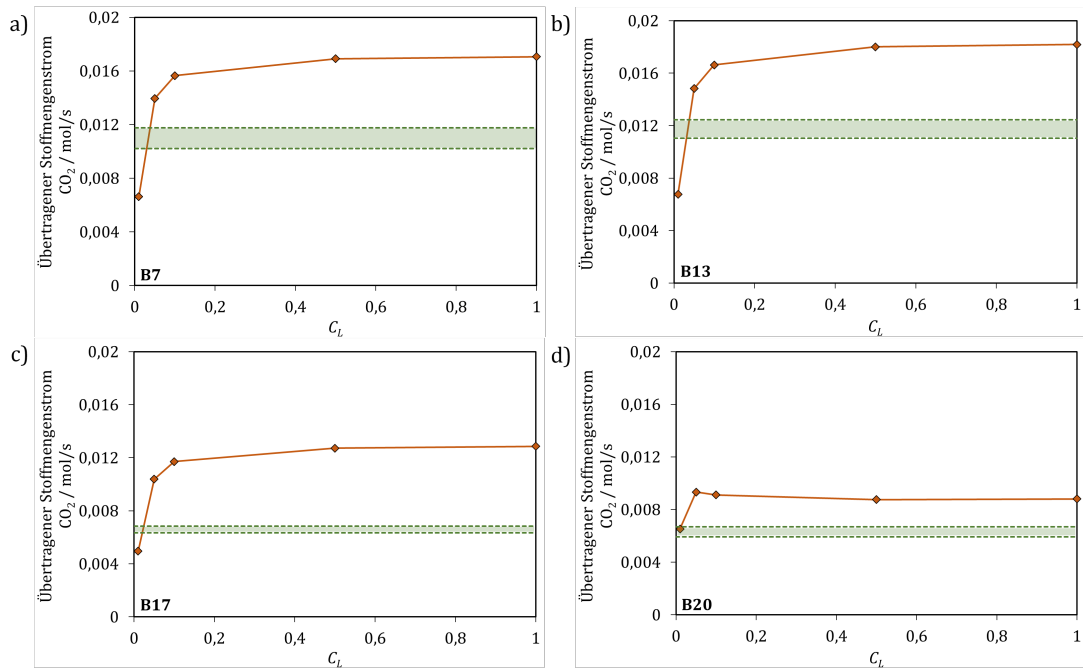 a)
Übertragener Stoffmengenstrom
CO₂ / mol/s
0,02
0,016
0,012
0,008
0,004
0
B7
0 0,2 0,4 0,6 0,8 1
C_L
b)
Übertragener Stoffmengenstrom
CO₂ / mol/s
0,02
0,016
0,012
0,008
0,004
0
B13
0 0,2 0,4 0,6 0,8 1
C_L
c)
Übertragener Stoffmengenstrom
CO₂ / mol/s
0,02
0,016
0,012
0,008
0,004
0
B17
0 0,2 0,4 0,6 0,8 1
C_L
d)
Übertragener Stoffmengenstrom
CO₂ / mol/s
0,02
0,016
0,012
0,008
0,004
0
B20
0 0,2 0,4 0,6 0,8 1
C_L